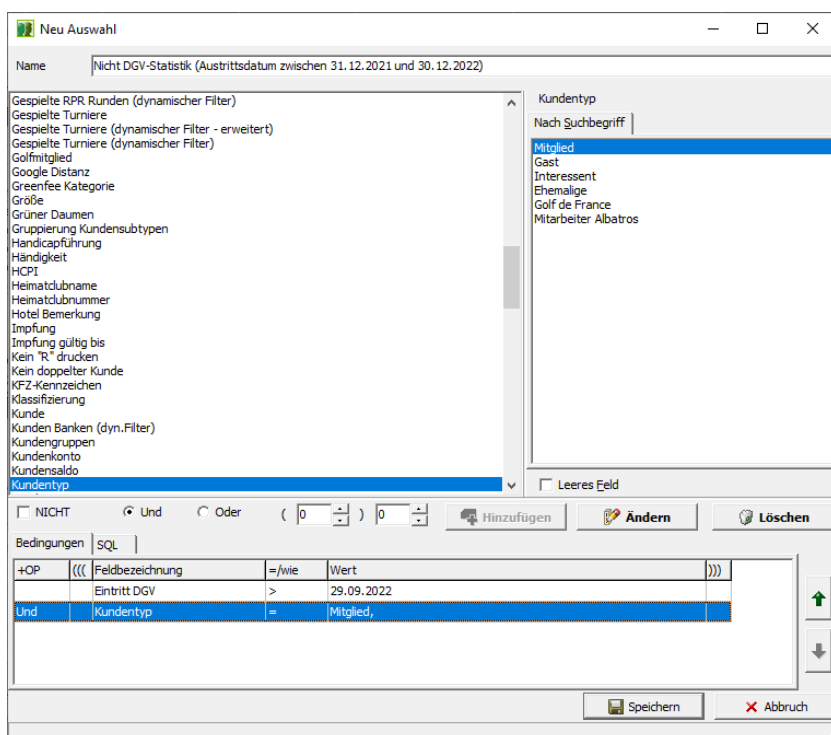 Neu Auswahl
Name Nicht DGV-Statistik (Austrittsdatum zwischen 31.12.2021 und 30.12.2022)
Gespielte RPR Runden (dynamischer Filter)
Gespielte Turniere
Gespielte Turniere (dynamischer Filter - erweitert)
Gespielte Turniere (dynamischer Filter)
Golfmitglied
Google Distanz
Greenfee Kategorie
Größe
Grüner Daumen
Gruppierung Kundensubtypen
Handicapführung
Händigkeit
HCPI
Heimatclubname
Heimatclubnummer
Hotel Bemerkung
Impfung
Impfung gültig bis
Kein "R" drucken
Kein doppelter Kunde
KFZ-Kennzeichen
Klassifizierung
Kunde
Kunden Banken (dyn.Filter)
Kundengruppen
Kundenkonto
Kundensaldo
Kundentyp
Kundentyp
Nach Suchbegriff
Mitglied
Gast
Interessent
Ehemalige
Golf de France
Mitarbeiter Albatros
Leeres Feld
NICHT Und Oder ( 0 ) 0 Hinzufügen Ändern Löschen
Bedingungen SQL
+OP ((( Feldbezeichnung =/wie Wert )))
Eintritt DGV > 29.09.2022
Und Kundentyp = Mitglied,
Speichern Abbruch